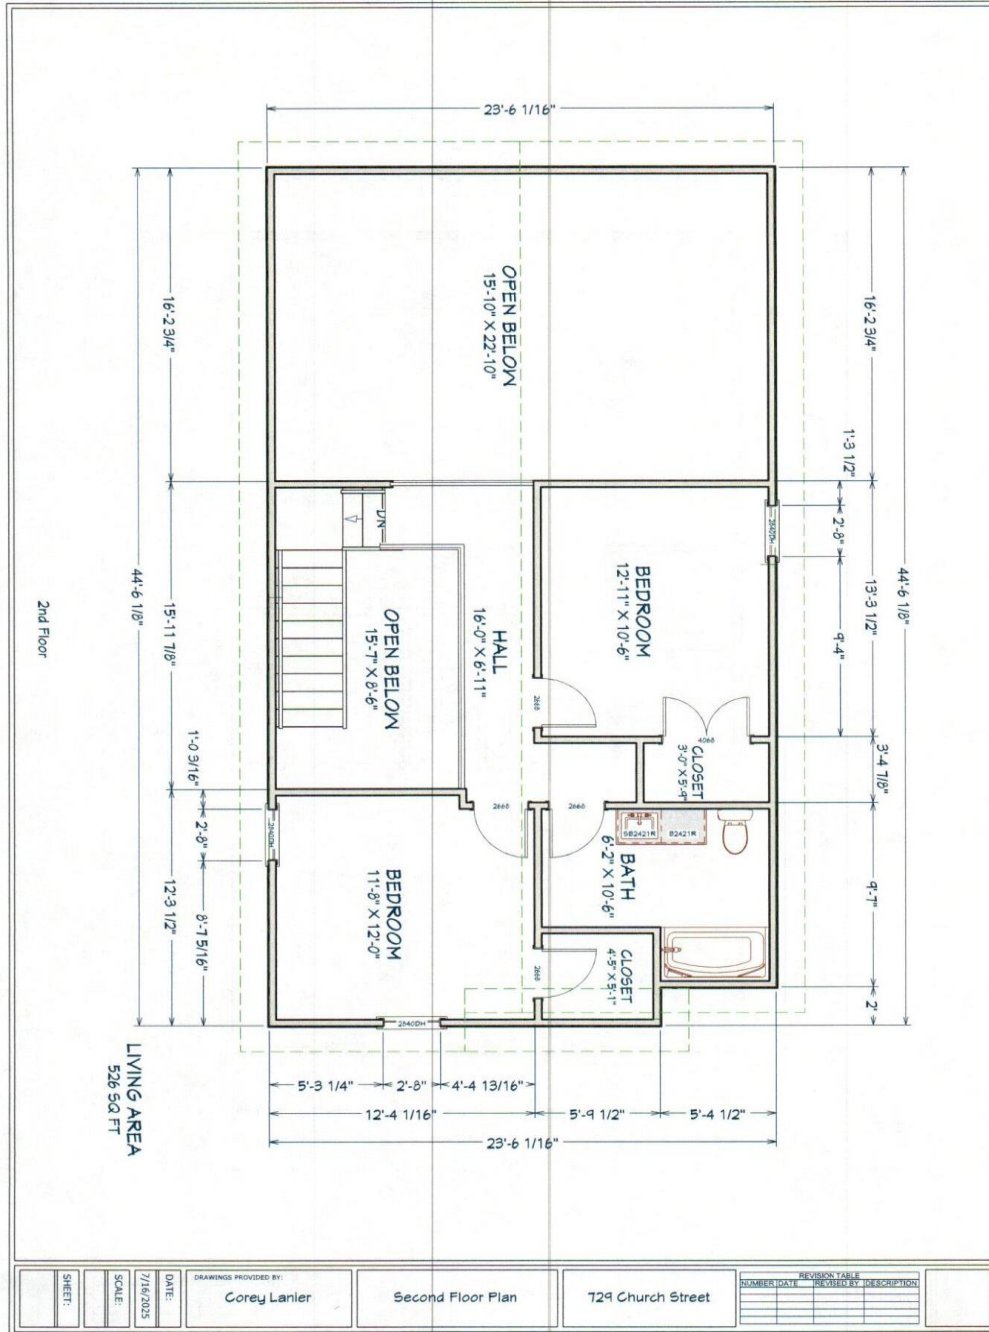 23'-6 1/16"
OPEN BELOW
15'-10" X 22'-10"
16'-2 3/4"
16'-2 3/4"
1'-3 1/2"
2'-8"
9'-4"
13'-3 1/2"
44'-6 1/8"
3'-4 7/8"
9'-7"
2'
2840DH
BEDROOM
12'-11" X 10'-6"
DN
HALL
16'-0" X 6'-11"
OPEN BELOW
15'-7" X 8'-6"
44'-6 1/8"
15'-11 7/8"
2nd Floor
2668
4068
CLOSET
3'-0" X 5'-9"
1'-0 3/16"
2'-8"
8'-7 5/16"
12'-3 1/2"
2840DH
2668
2668
SB2421R
B2421R
BATH
6'-2" X 10'-6"
BEDROOM
11'-8" X 12'-0"
2668
CLOSET
4'-5" X 5'-1"
2840DH
LIVING AREA
526 SQ FT
5'-3 1/4"
2'-8"
4'-4 13/16"
12'-4 1/16"
5'-9 1/2"
5'-4 1/2"
23'-6 1/16"
SHEET:
SCALE:
DATE:
7/16/2025
DRAWINGS PROVIDED BY:
Corey Lanier
Second Floor Plan
729 Church Street
REVISION TABLE
NUMBER DATE REVISED BY DESCRIPTION